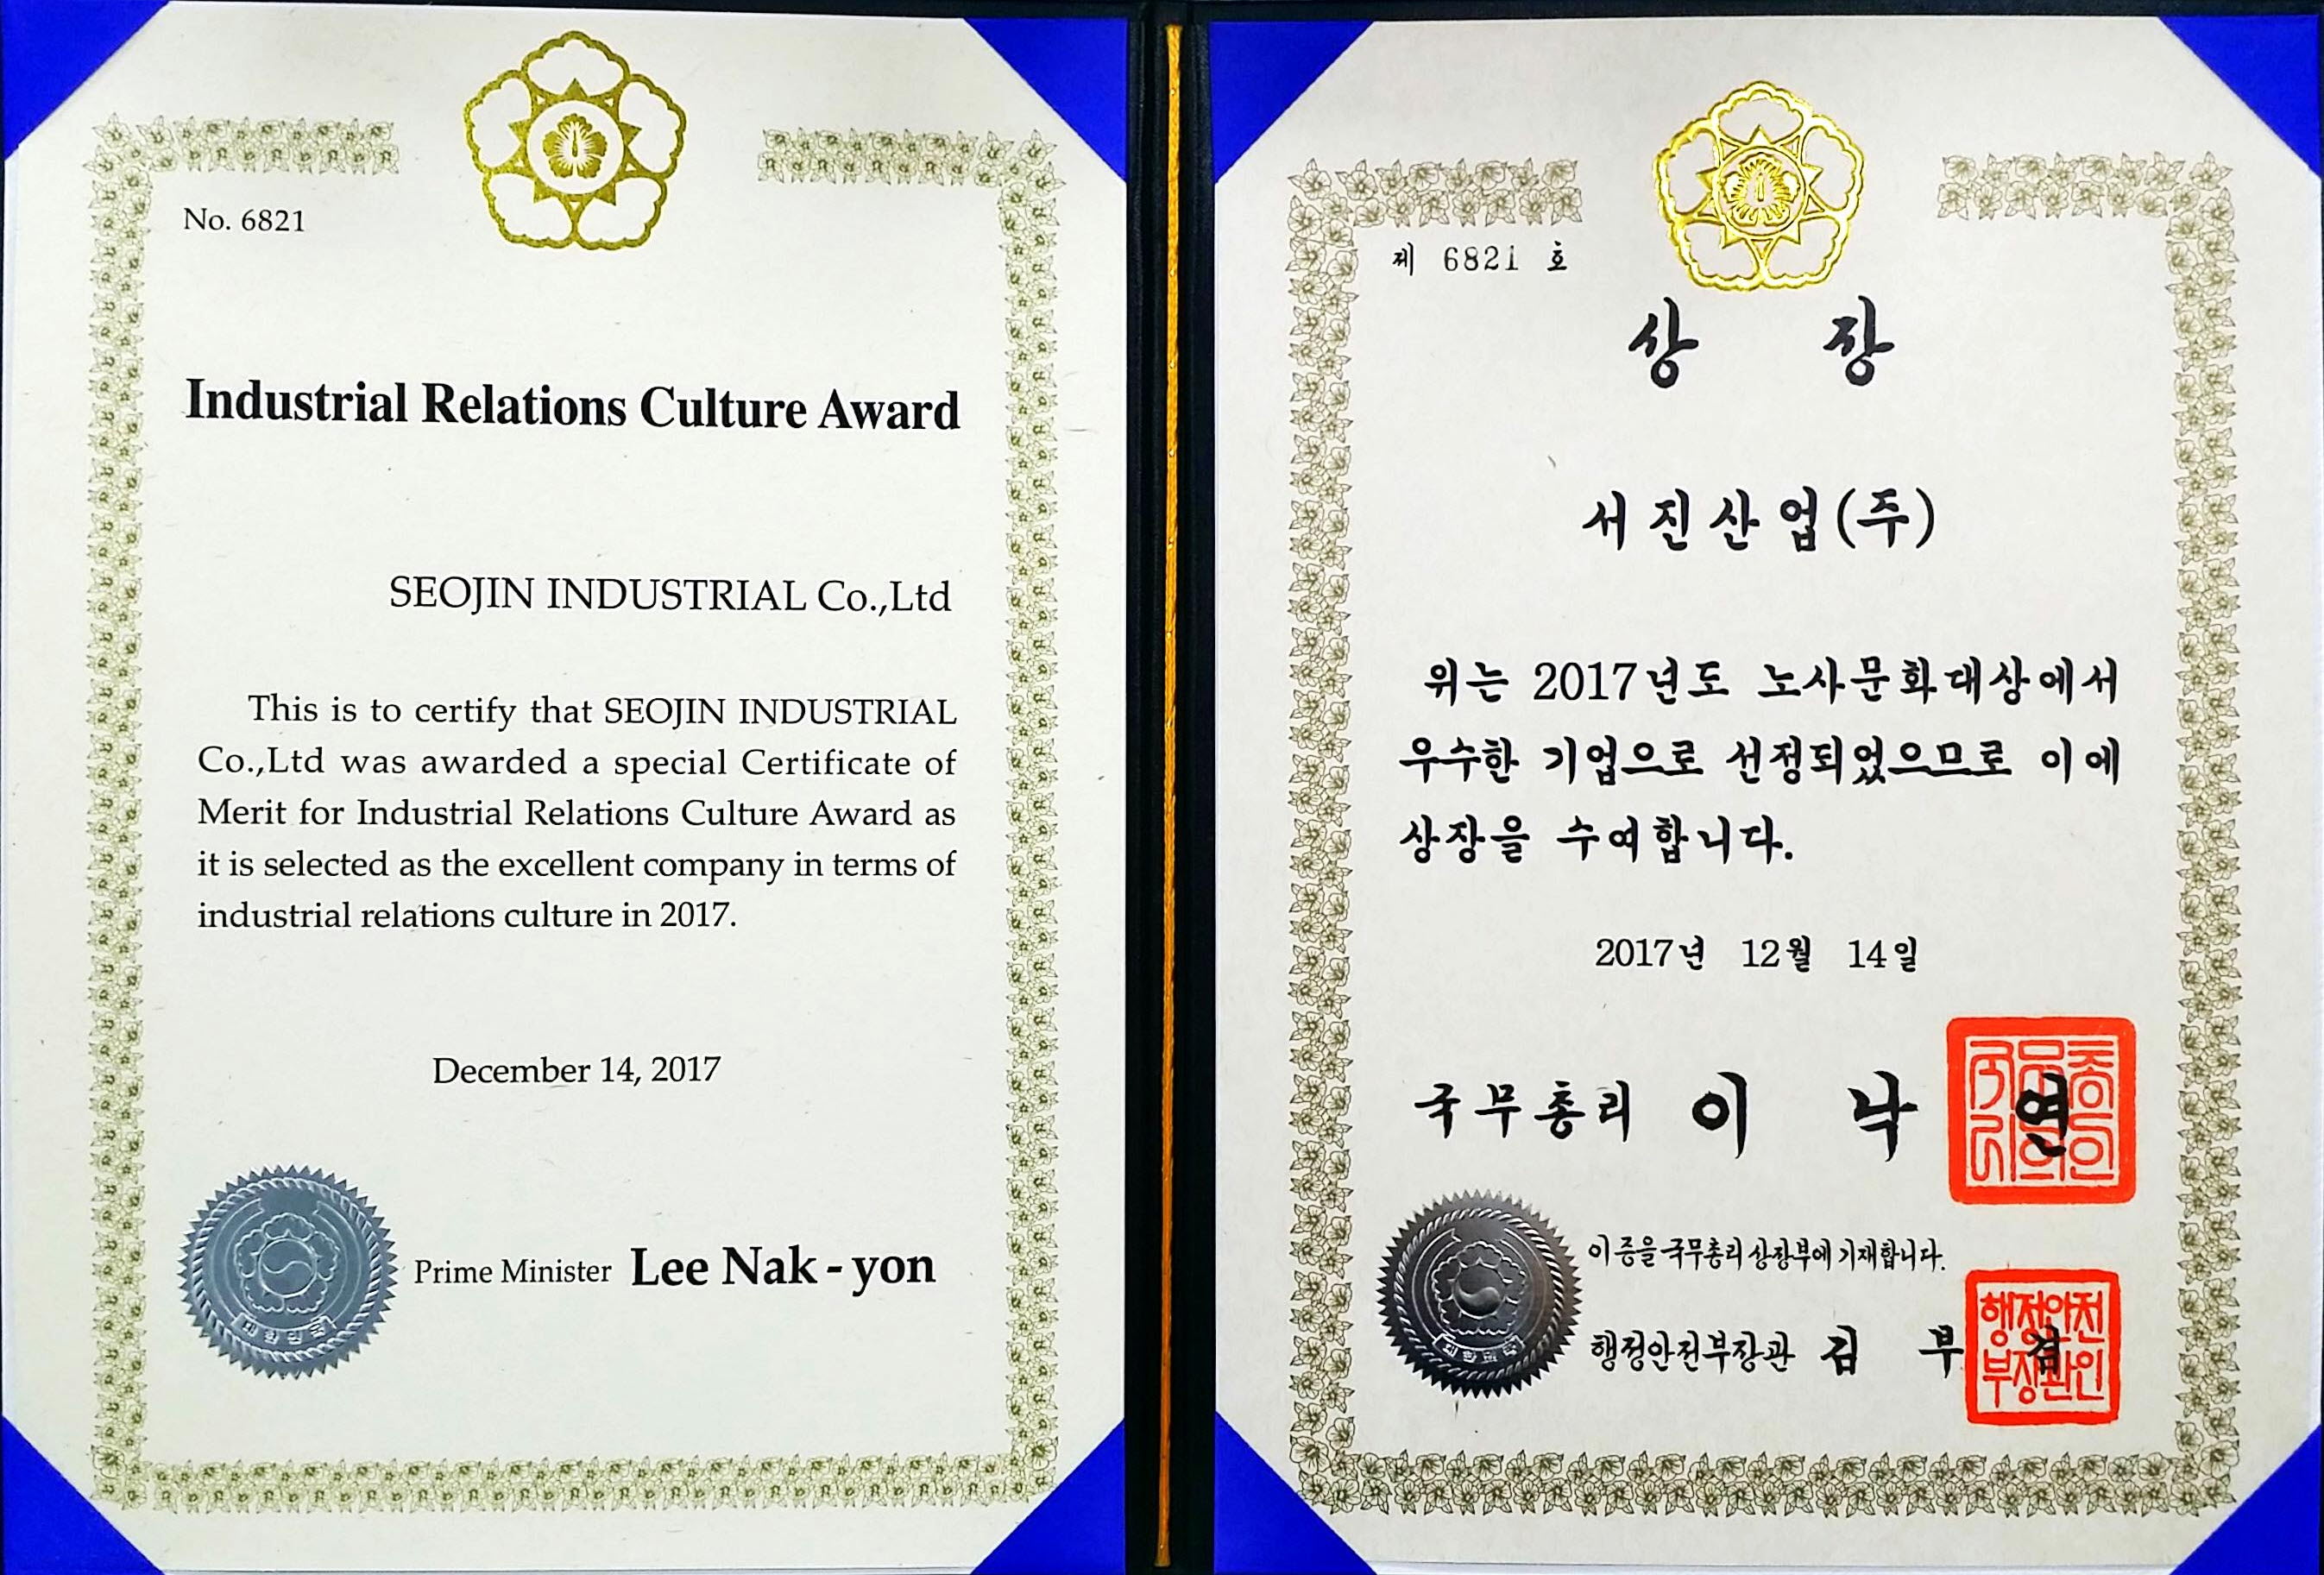 No. 6821
Industrial Relations Culture Award
SEOJIN INDUSTRIAL Co.,Ltd
This is to certify that SEOJIN INDUSTRIAL
Co.,Ltd was awarded a special Certificate of
Merit for Industrial Relations Culture Award as
it is selected as the excellent company in terms of
industrial relations culture in 2017.
December 14, 2017
Prime Minister Lee Nak - yon
대한민국
제 6821 호
상 장
서진산업(주)
위는 2017년도 노사문화대상에서
우수한 기업으로 선정되었으므로 이에
상장을 수여합니다.
2017년 12월 14일
국무총리 이 낙 연
이 증을 국무총리 상장부에 기재합니다.
행정안전부장관 김 부 겸
행정안전
부장관인
대한민국